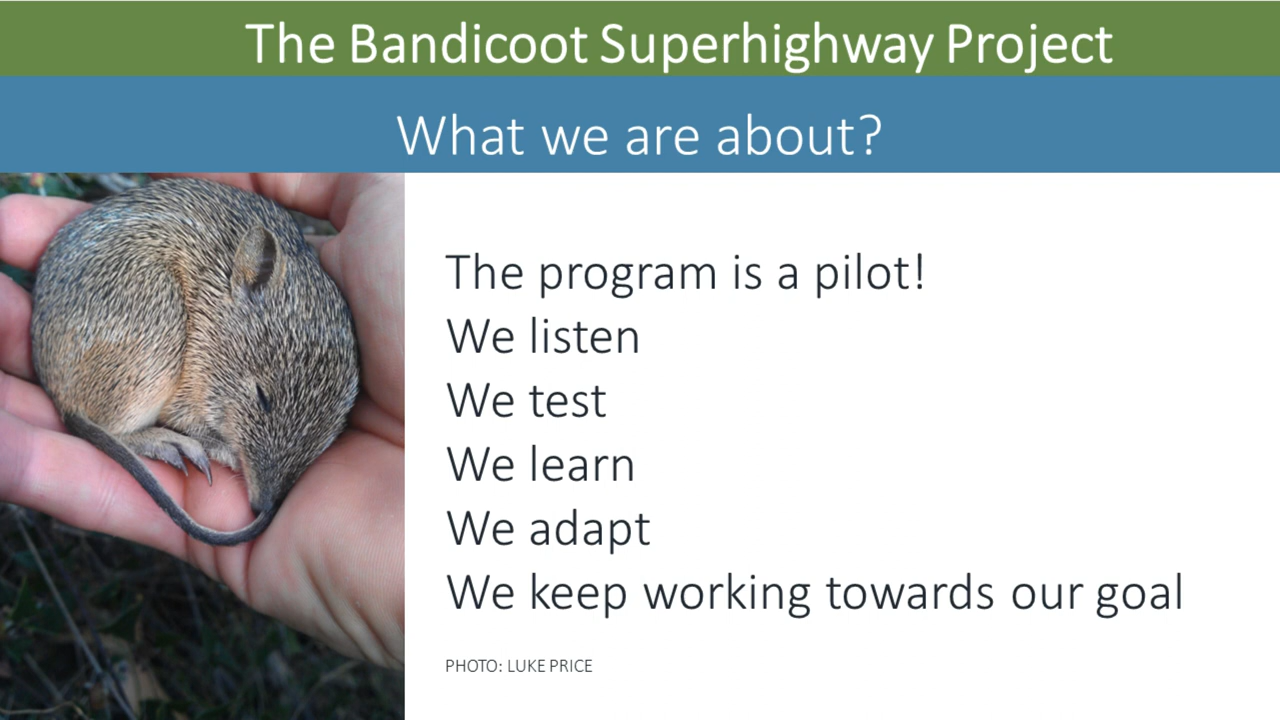 The Bandicoot Superhighway Project
What we are about?
The program is a pilot!
We listen
We test
We learn
We adapt
We keep working towards our goal
PHOTO: LUKE PRICE